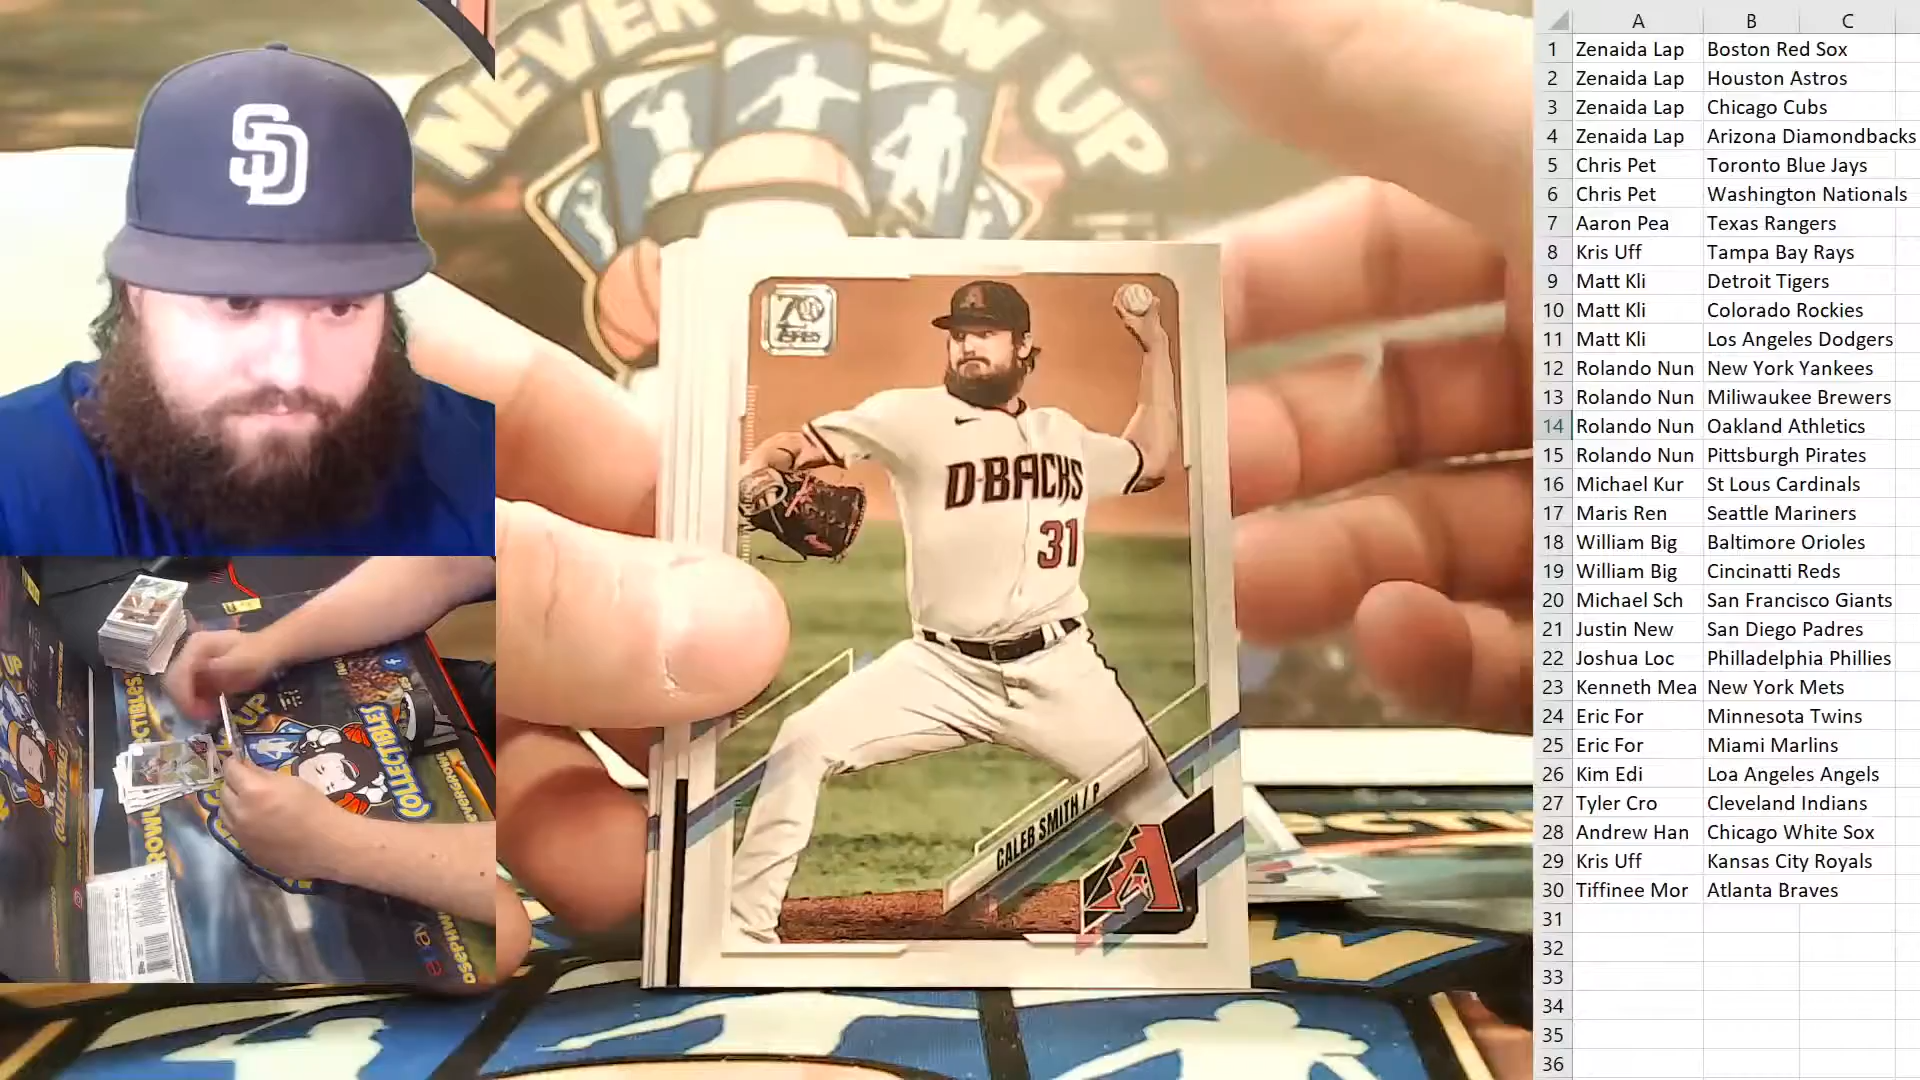 NEVER GROW UP
SD
70
TOPPS
D-BACKS
31
CALEB SMITH / P
A
UP
COLLECTIBLES
A B C
1 Zenaida Lap Boston Red Sox
2 Zenaida Lap Houston Astros
3 Zenaida Lap Chicago Cubs
4 Zenaida Lap Arizona Diamondbacks
5 Chris Pet Toronto Blue Jays
6 Chris Pet Washington Nationals
7 Aaron Pea Texas Rangers
8 Kris Uff Tampa Bay Rays
9 Matt Kli Detroit Tigers
10 Matt Kli Colorado Rockies
11 Matt Kli Los Angeles Dodgers
12 Rolando Nun New York Yankees
13 Rolando Nun Miliwaukee Brewers
14 Rolando Nun Oakland Athletics
15 Rolando Nun Pittsburgh Pirates
16 Michael Kur St Lous Cardinals
17 Maris Ren Seattle Mariners
18 William Big Baltimore Orioles
19 William Big Cincinatti Reds
20 Michael Sch San Francisco Giants
21 Justin New San Diego Padres
22 Joshua Loc Philladelphia Phillies
23 Kenneth Mea New York Mets
24 Eric For Minnesota Twins
25 Eric For Miami Marlins
26 Kim Edi Loa Angeles Angels
27 Tyler Cro Cleveland Indians
28 Andrew Han Chicago White Sox
29 Kris Uff Kansas City Royals
30 Tiffinee Mor Atlanta Braves
31
32
33
34
35
36